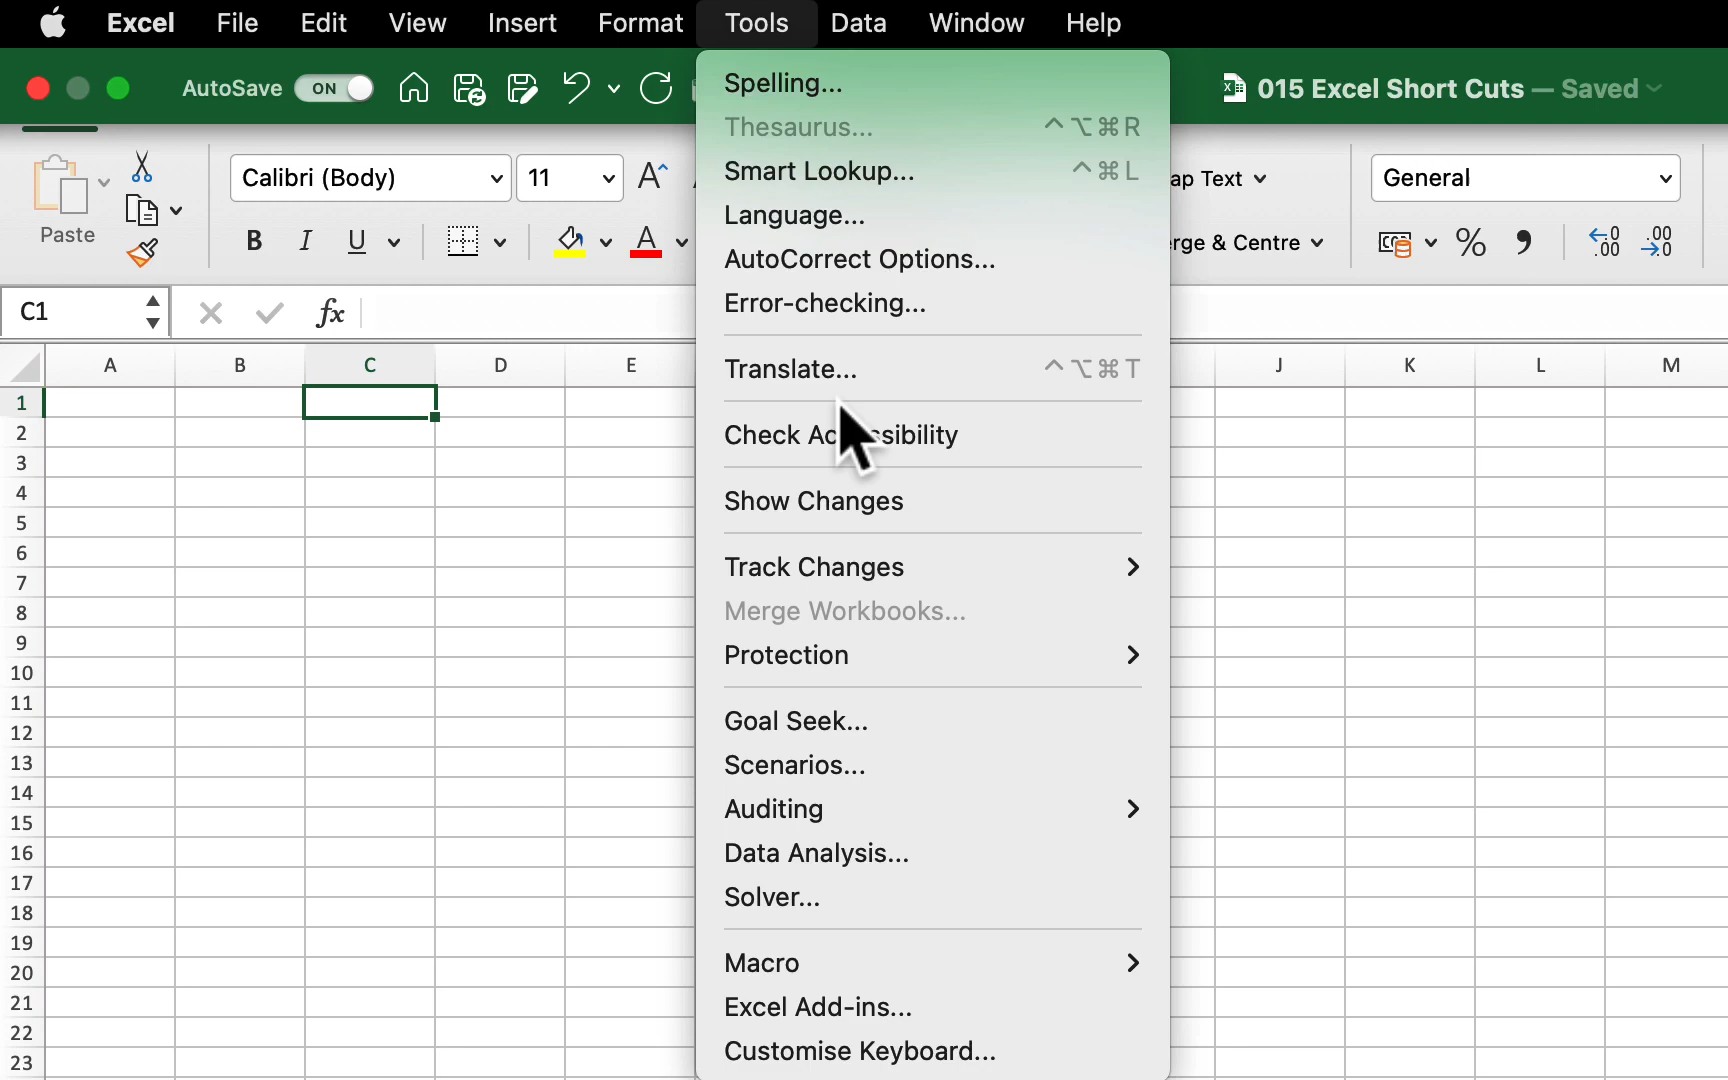 Excel File Edit View Insert Format Tools Data Window Help
AutoSave ON 015 Excel Short Cuts — Saved
Spelling...
Thesaurus... ⌃⌥⌘R
Smart Lookup... ⌃⌘L
Language...
AutoCorrect Options...
Error-checking...
Translate... ⌃⌥⌘T
Check Accessibility
Show Changes
Track Changes
Merge Workbooks...
Protection
Goal Seek...
Scenarios...
Auditing
Data Analysis...
Solver...
Macro
Excel Add-ins...
Customise Keyboard...
Calibri (Body) 11 A Text General
Paste B I U A & Centre % .00 .00
C1 fx
A B C D E J K L M
1
2
3
4
5
6
7
8
9
10
11
12
13
14
15
16
17
18
19
20
21
22
23